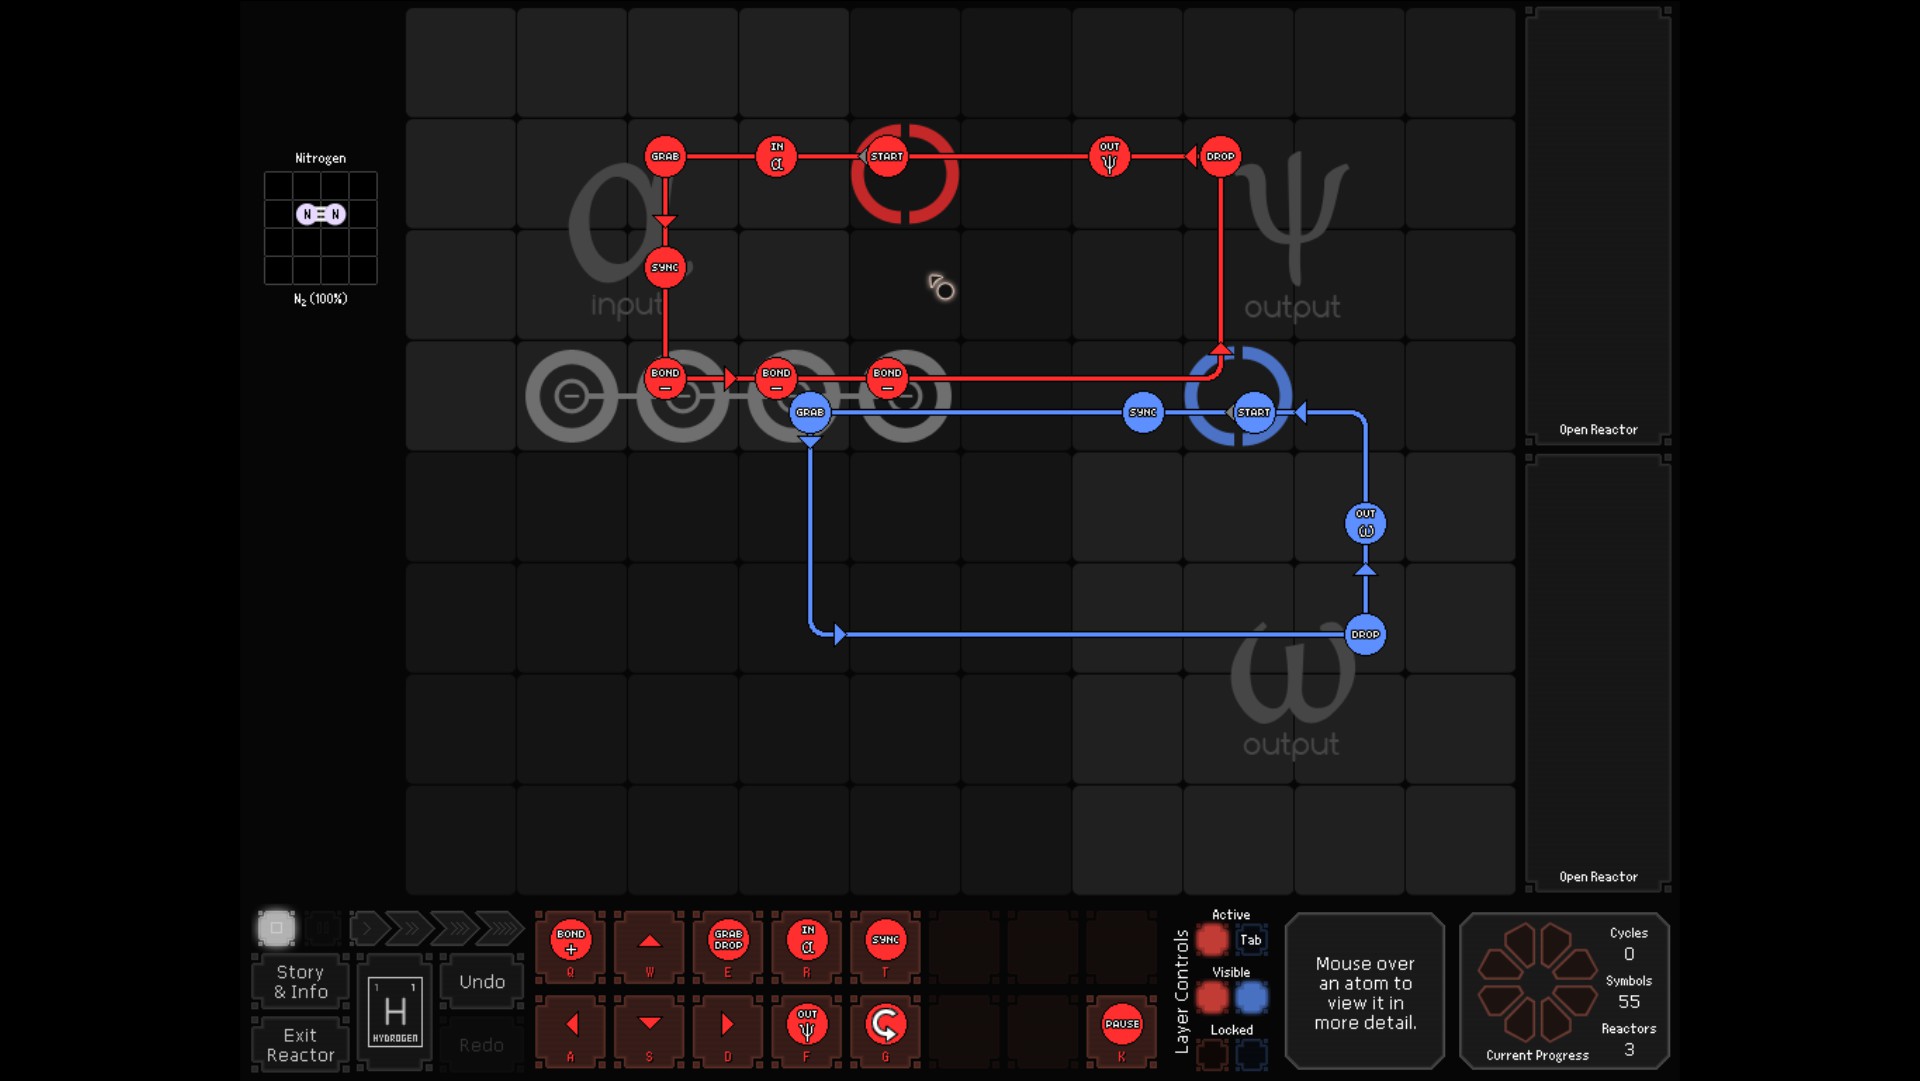 Nitrogen
N≡N
N₂ (100%)
α
input
ψ
output
ω
output
GRAB
IN
α
START
OUT
ψ
DROP
SYNC
BOND
–
BOND
–
BOND
–
GRAB
SYNC
START
OUT
ω
DROP
Open Reactor
Open Reactor
Story
& Info
Exit
Reactor
1 1
H
HYDROGEN
Undo
Redo
BOND
+
Q
W
GRAB
DROP
E
IN
α
R
SYNC
T
A
S
D
OUT
ψ
F
G
PAUSE
K
Layer Controls
Active
Tab
Visible
Locked
Mouse over
an atom to
view it in
more detail.
Current Progress
Cycles
0
Symbols
55
Reactors
3